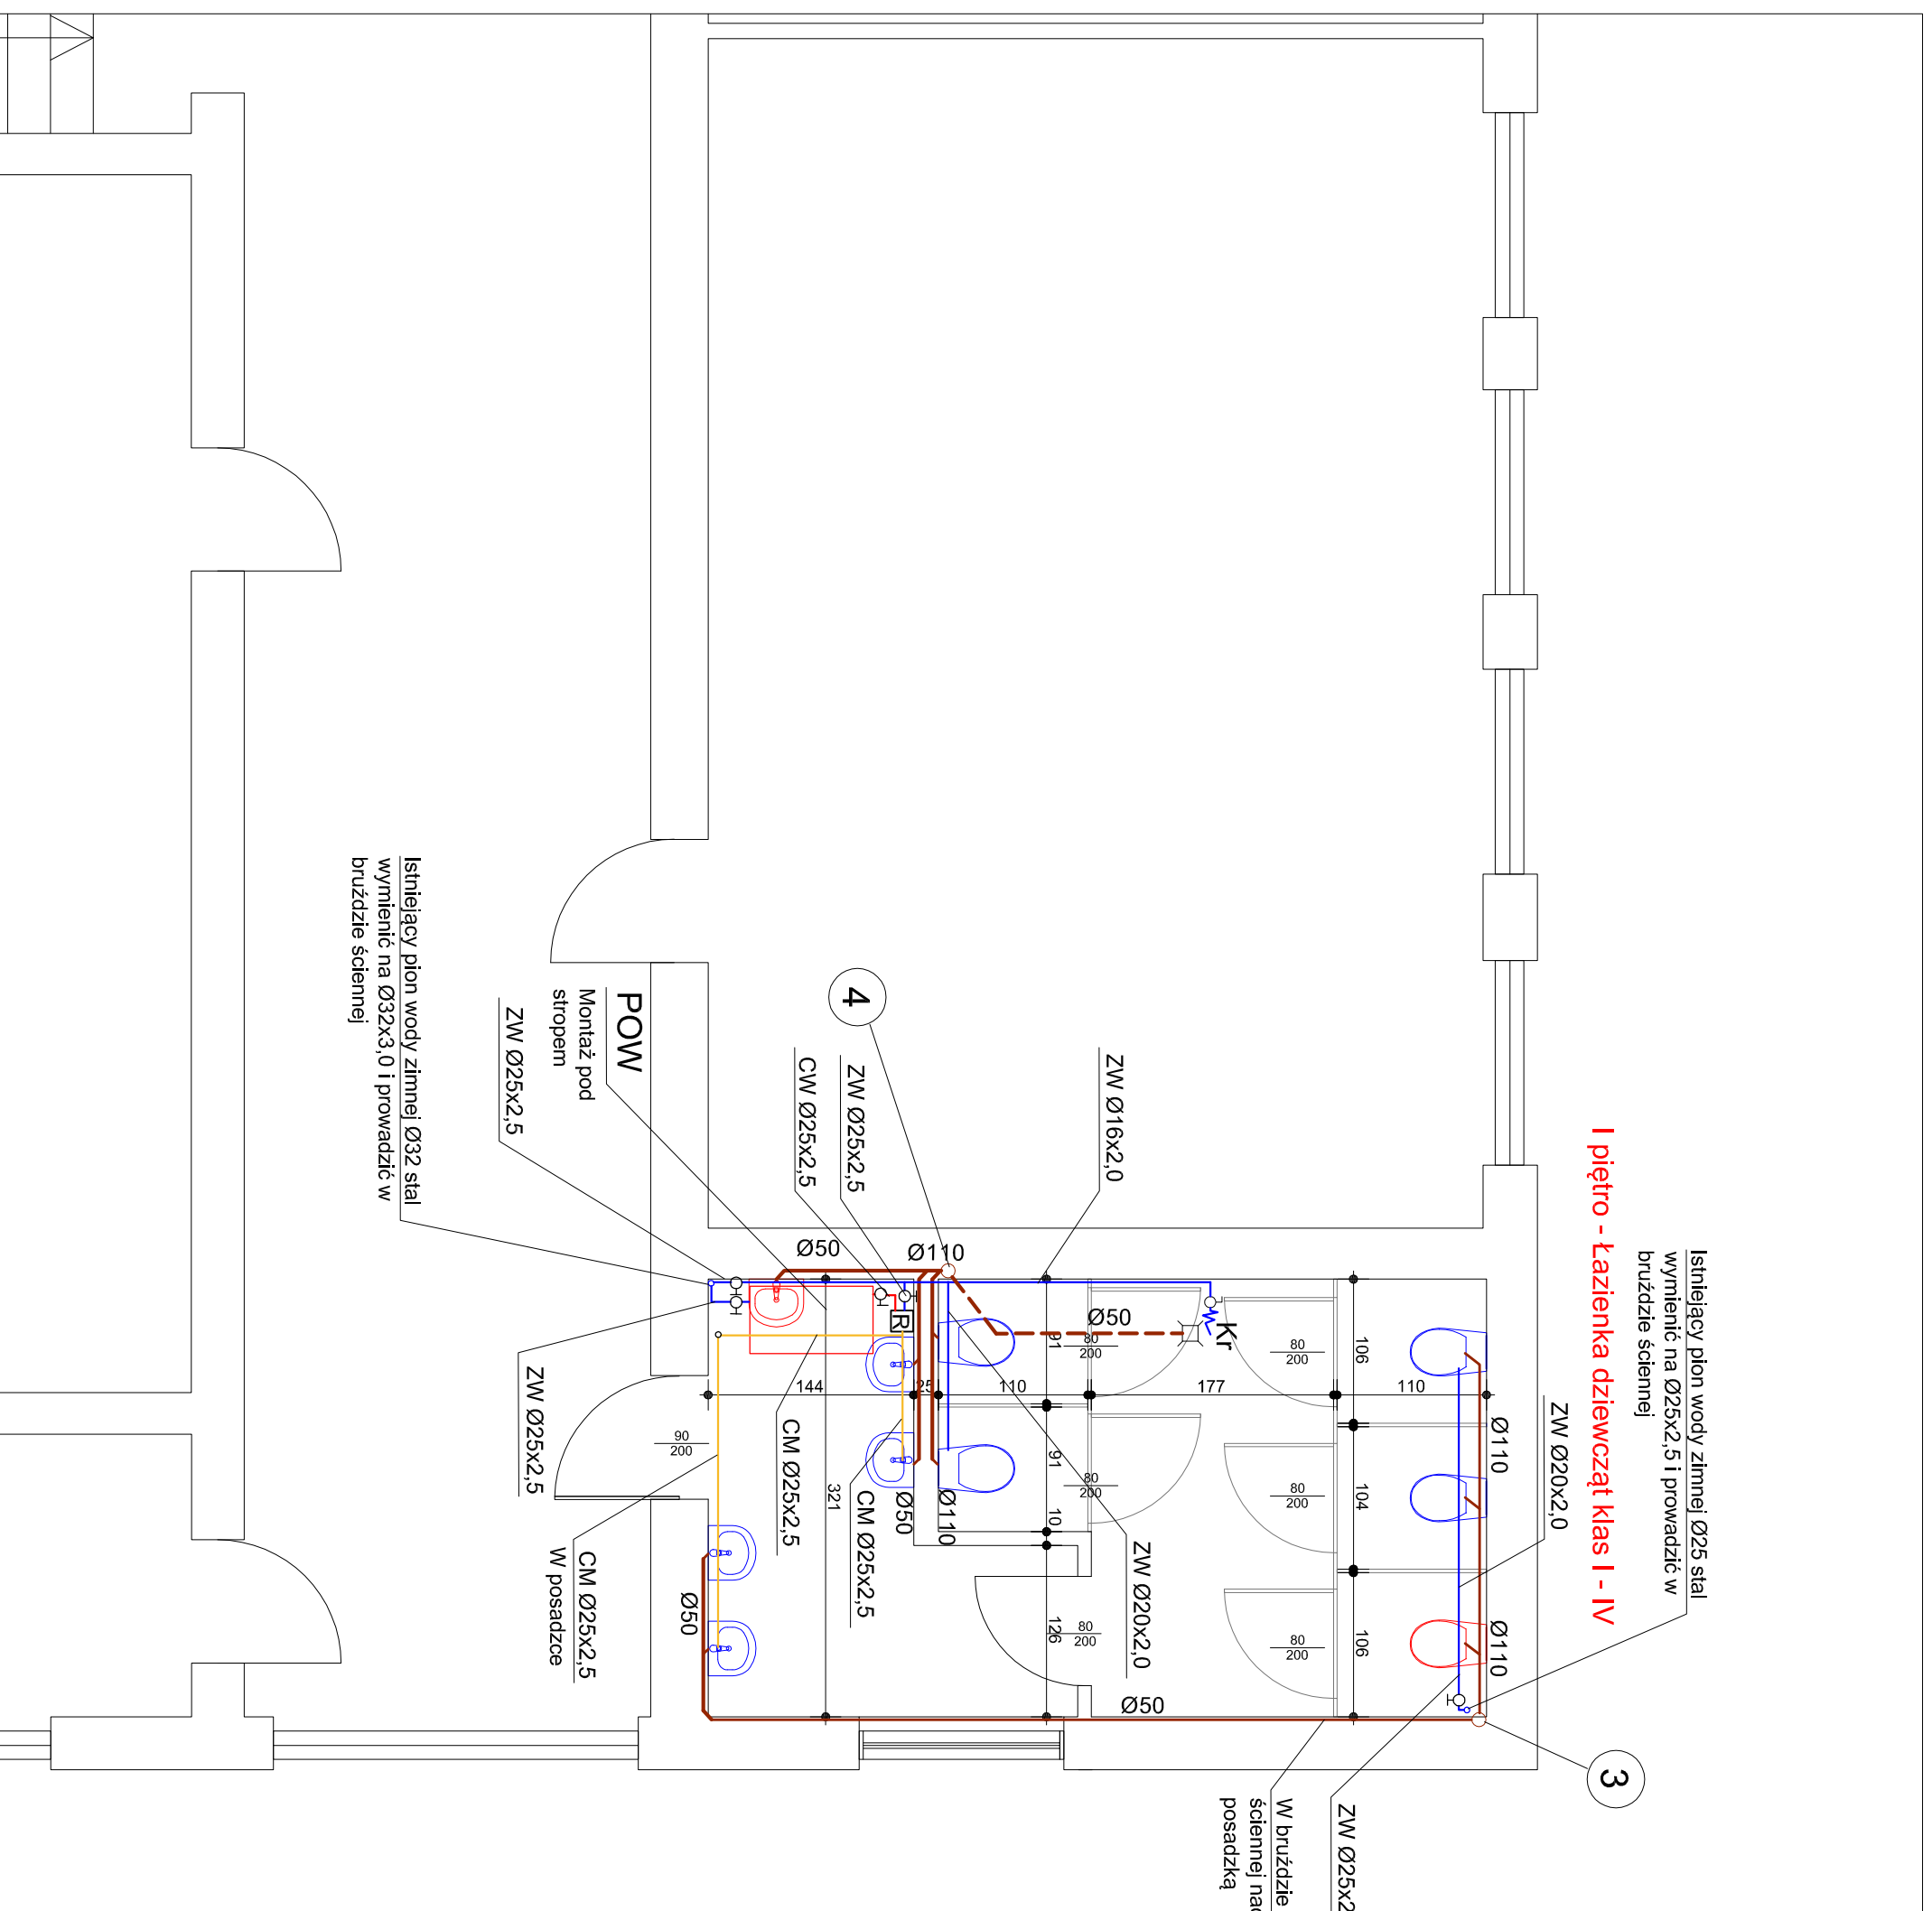 Istniejący pion wody zimnej Ø25 stal
wymienić na Ø25x2,5 i prowadzić w
bruździe ściennej
I piętro - Łazienka dziewcząt klas I - IV
ZW Ø20x2,0
3
ZW Ø25x2
W bruździe
ściennej nad
posadzką
Ø110
Ø110
106
104
106
80
200
80
200
80
200
110
177
110
25
144
Kr
Ø50
Ø50
ZW Ø16x2,0
ZW Ø20x2,0
91
91
10
126
80
200
80
200
80
200
4
Ø110
Ø110
Ø50
Ø50
R
ZW Ø25x2,5
CW Ø25x2,5
CM Ø25x2,5
CM Ø25x2,5
321
90
200
Ø50
POW
Montaż pod
stropem
CM Ø25x2,5
W posadzce
ZW Ø25x2,5
ZW Ø25x2,5
Istniejący pion wody zimnej Ø32 stal
wymienić na Ø32x3,0 i prowadzić w
bruździe ściennej